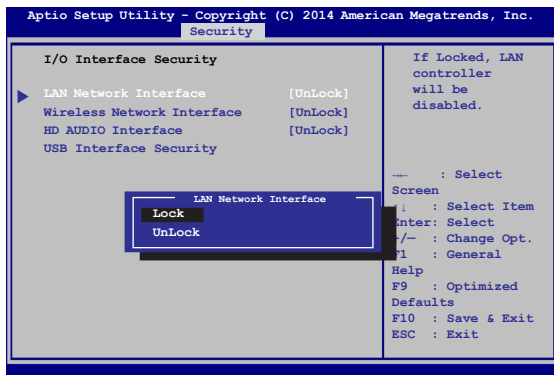 Aptio Setup Utility - Copyright (C) 2014 American Megatrends, Inc.
Security
I/O Interface Security
LAN Network Interface [UnLock]
Wireless Network Interface [UnLock]
HD AUDIO Interface [UnLock]
USB Interface Security
If Locked, LAN
controller
will be
disabled.
LAN Network Interface
Lock
UnLock
→← : Select
Screen
↑↓ : Select Item
Enter: Select
+/— : Change Opt.
F1 : General
Help
F9 : Optimized
Defaults
F10 : Save & Exit
ESC : Exit